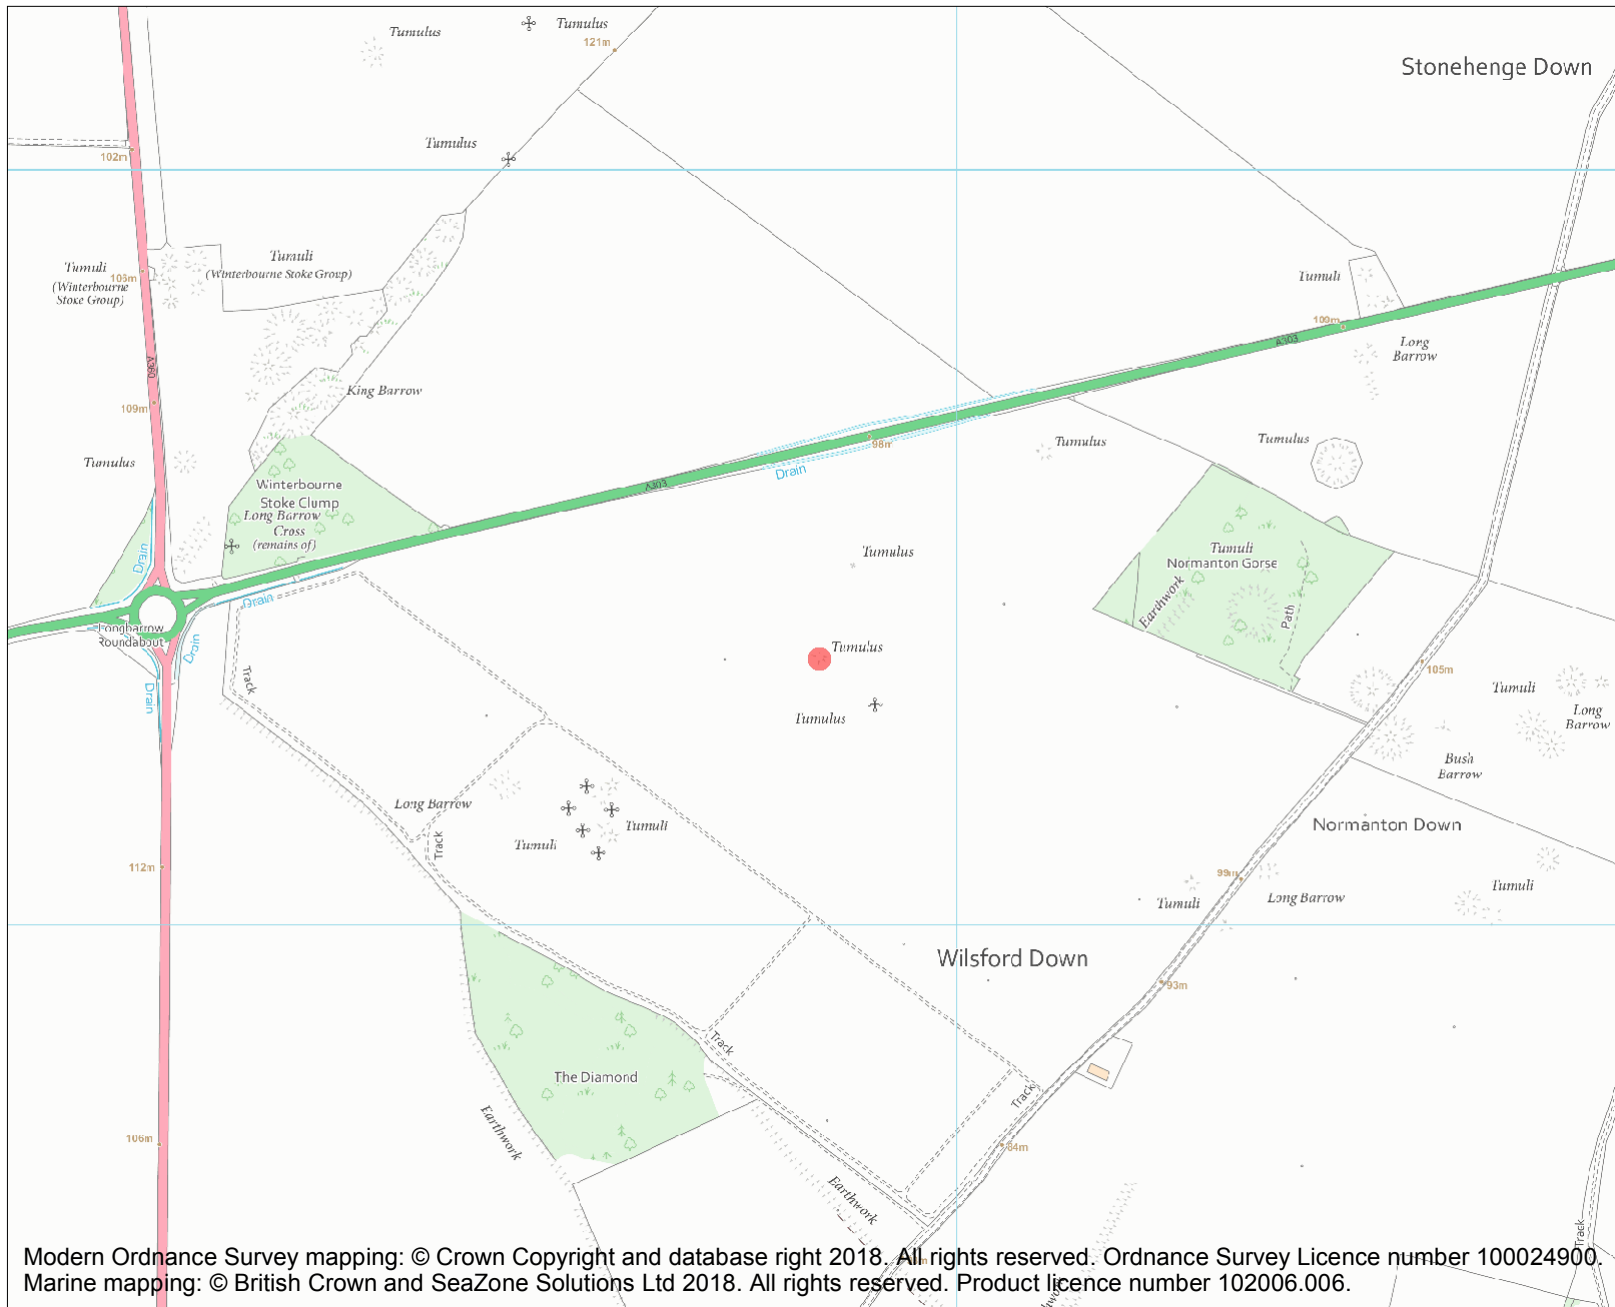 Tumulus
Tumulus
121m
Stonehenge Down
Tumulus
102m
Tumuli
(Winterbourne Stoke Group)
Tumuli
(Winterbourne
Stoke Group)
106m
Tumuli
109m
A303
Long
Barrow
A360
King Barrow
109m
98m
Tumulus
Tumulus
Tumulus
Drain
A303
Winterbourne
Stoke Clump
Long Barrow
Cross
(remains of)
Drain
Tumulus
Tumuli
Normanton Gorse
Earthwork
Path
Drain
Longbarrow
Roundabout
Drain
Tumulus
105m
Track
Drain
Tumuli
Long
Barrow
Tumulus
Bush
Barrow
Long Barrow
Tumuli
Tumuli
Track
Normanton Down
112m
99m
Tumuli
Long Barrow
Tumuli
Wilsford Down
93m
Track
The Diamond
Track
Earthwork
106m
84m
Earthwork
Track
Modern Ordnance Survey mapping: © Crown Copyright and database right 2018. All rights reserved. Ordnance Survey Licence number 100024900.
Marine mapping: © British Crown and SeaZone Solutions Ltd 2018. All rights reserved. Product licence number 102006.006.